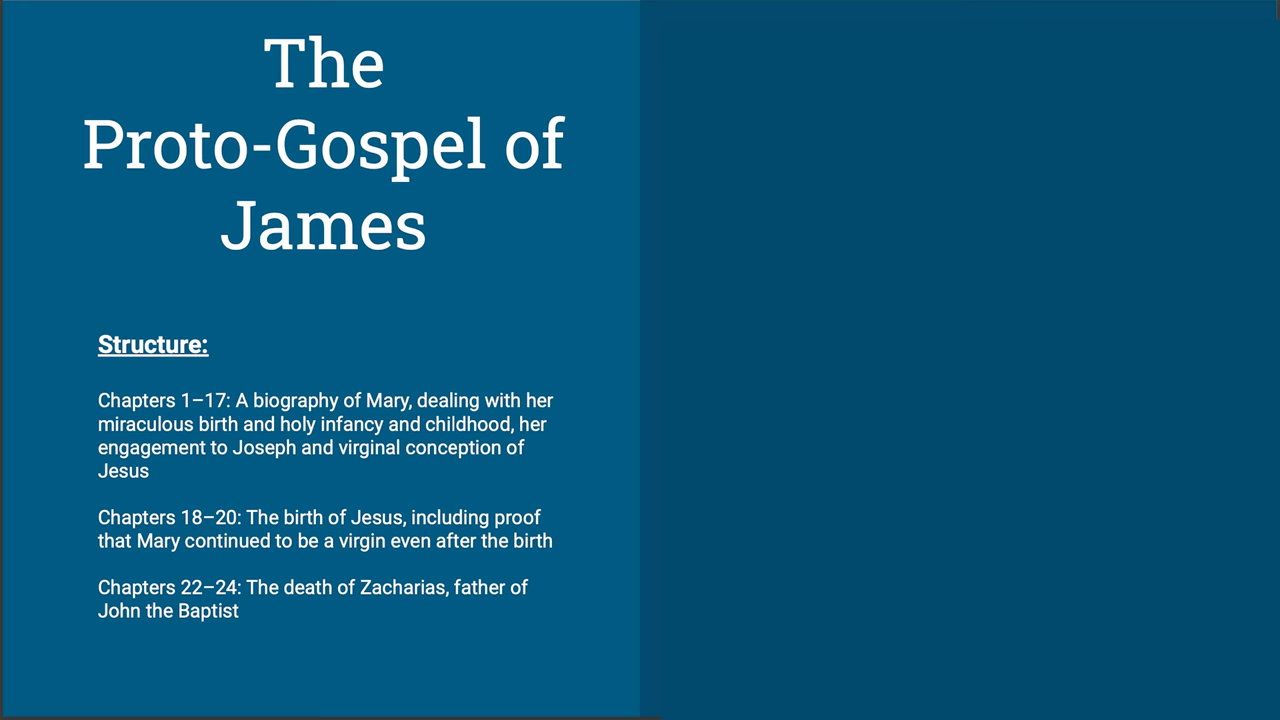 The
Proto-Gospel of
James
Structure:
Chapters 1–17: A biography of Mary, dealing with her
miraculous birth and holy infancy and childhood, her
engagement to Joseph and virginal conception of
Jesus
Chapters 18–20: The birth of Jesus, including proof
that Mary continued to be a virgin even after the birth
Chapters 22–24: The death of Zacharias, father of
John the Baptist